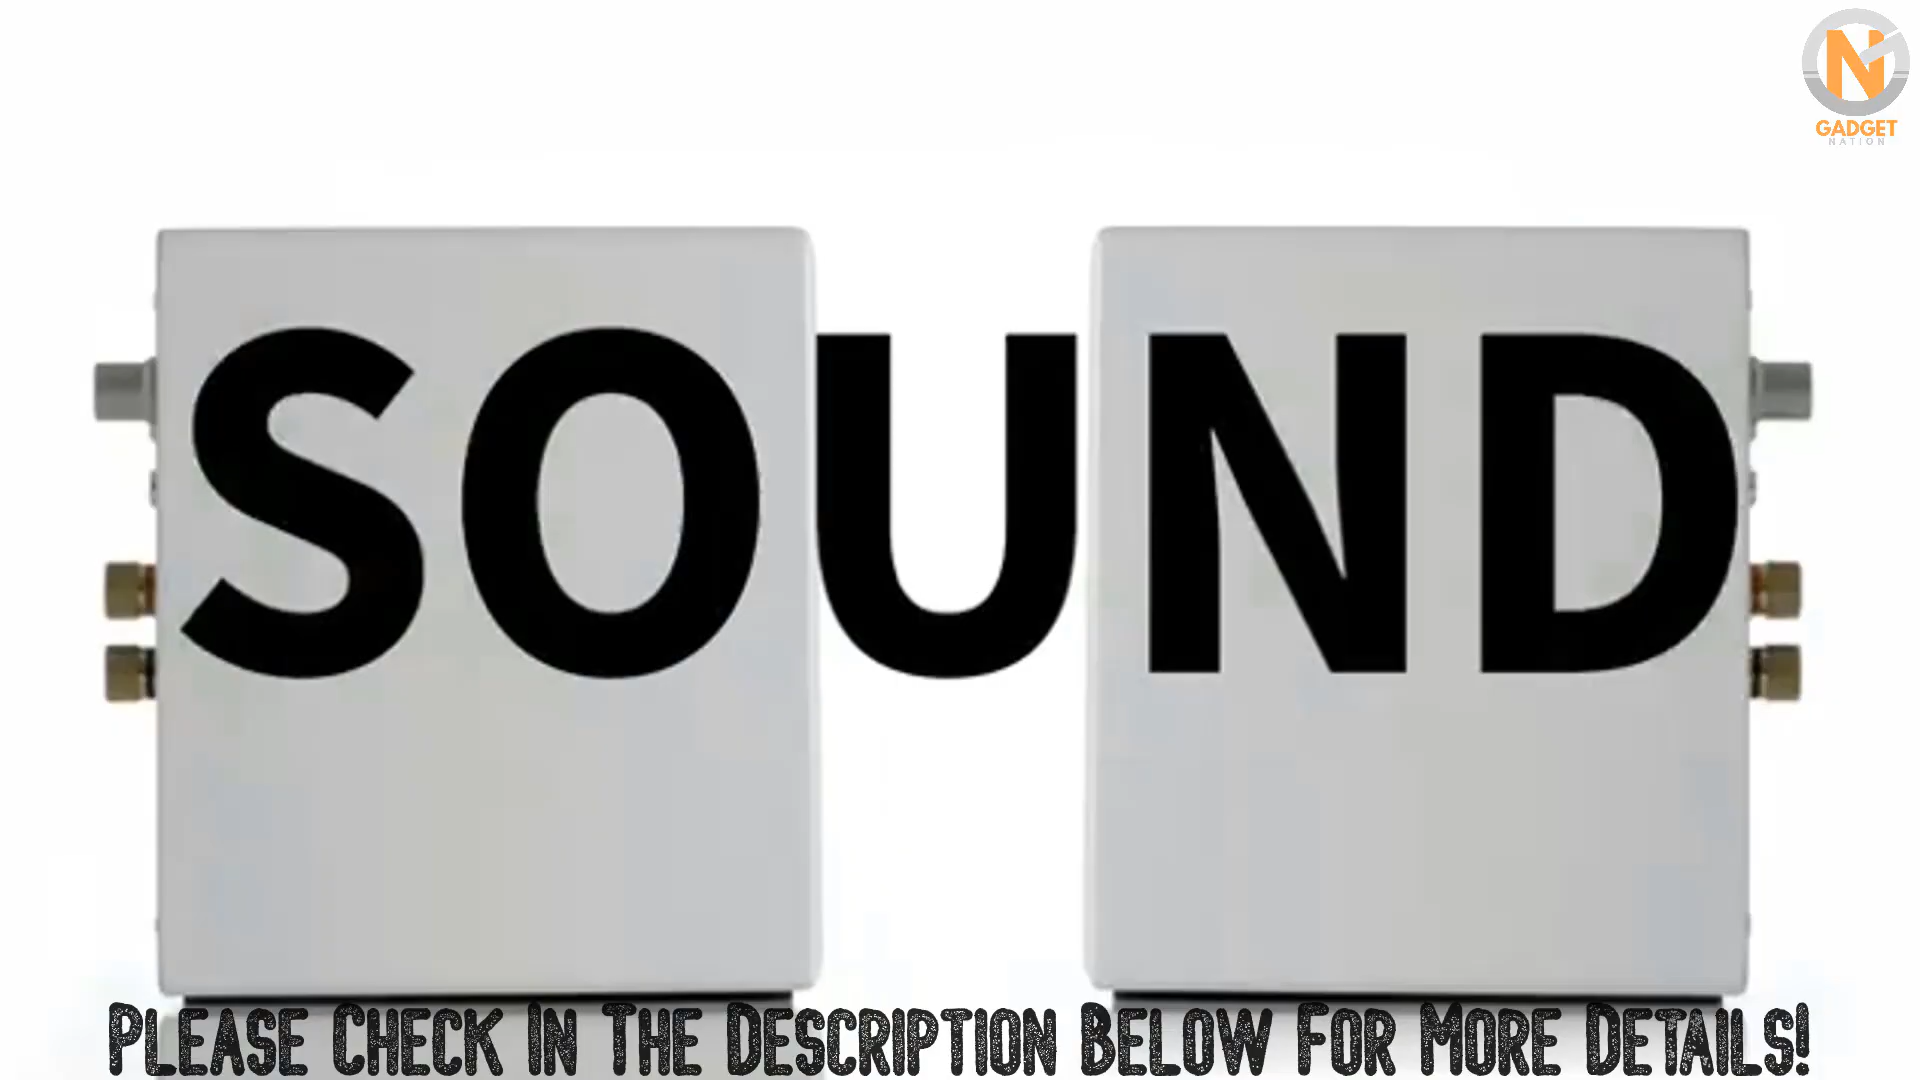 GADGET
NATION
SOUND
Please Check In The Description Below For More Details!